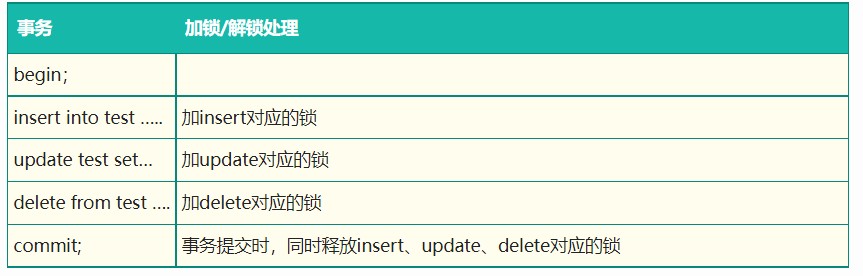 事务 加锁/解锁处理
begin;
insert into test ….. 加insert对应的锁
update test set... 加update对应的锁
delete from test …. 加delete对应的锁
commit; 事务提交时，同时释放insert、update、delete对应的锁